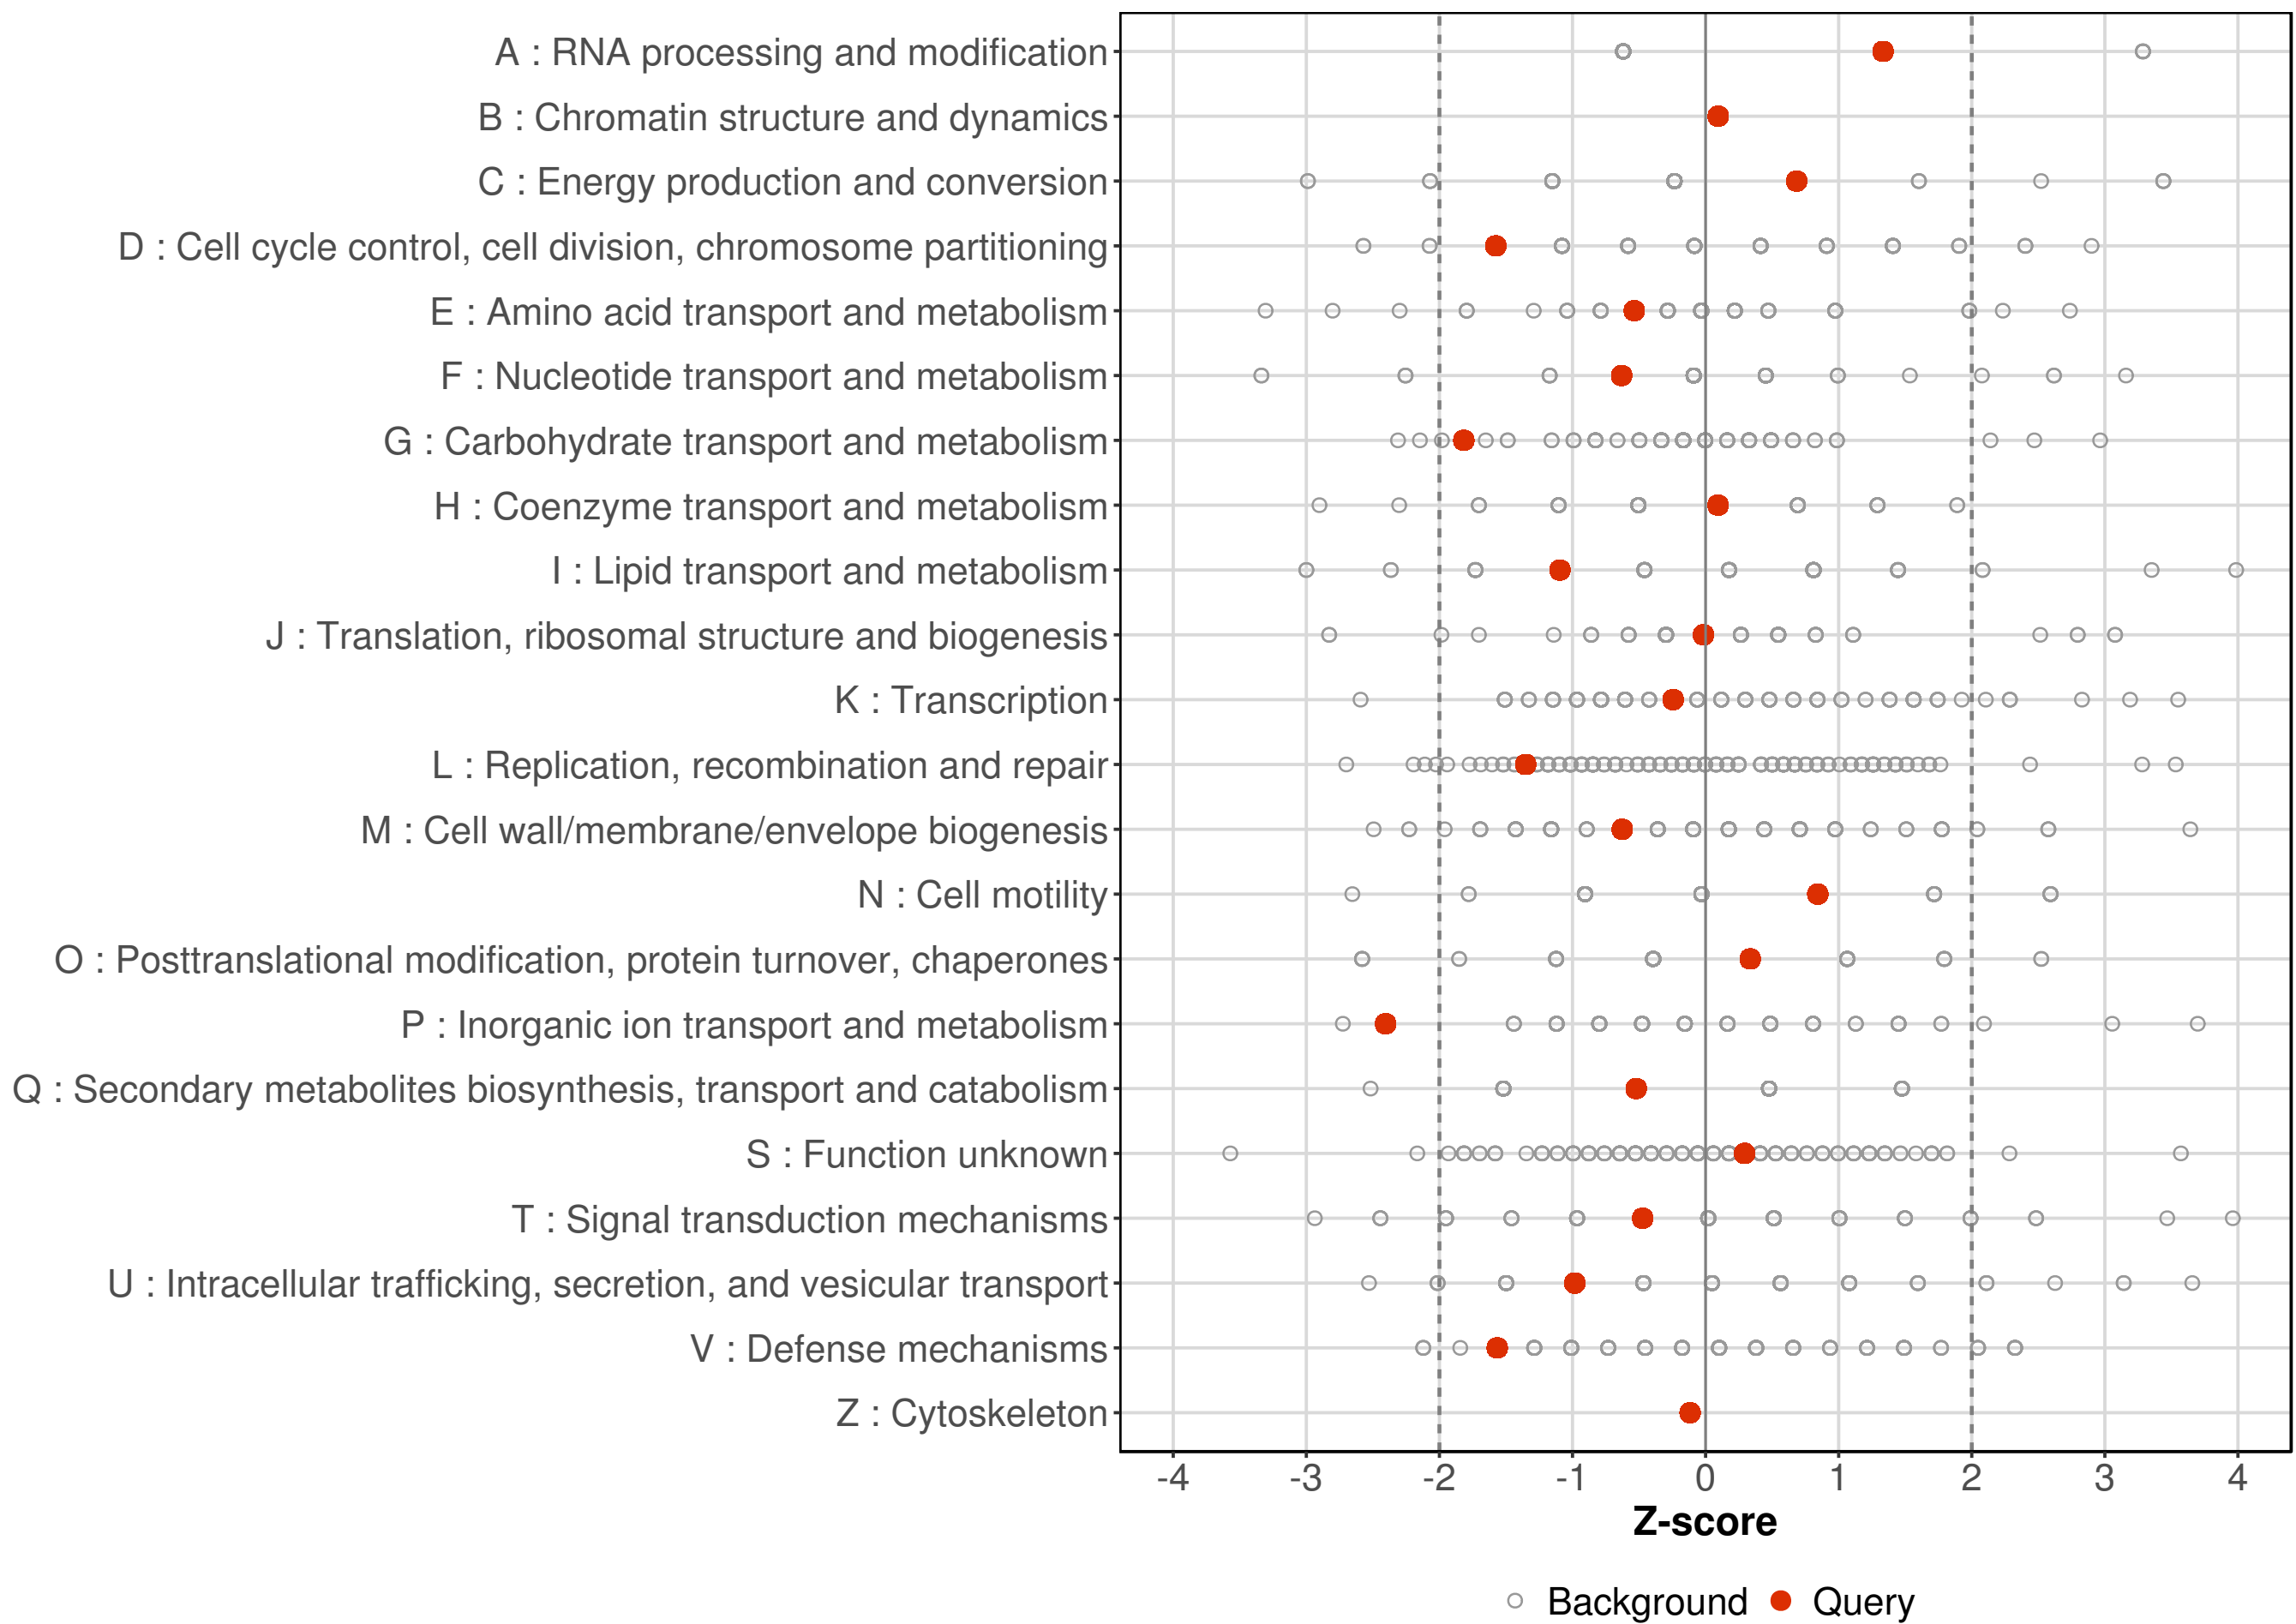 A : RNA processing and modification
B : Chromatin structure and dynamics
C : Energy production and conversion
D : Cell cycle control, cell division, chromosome partitioning
E : Amino acid transport and metabolism
F : Nucleotide transport and metabolism
G : Carbohydrate transport and metabolism
H : Coenzyme transport and metabolism
I : Lipid transport and metabolism
J : Translation, ribosomal structure and biogenesis
K : Transcription
L : Replication, recombination and repair
M : Cell wall/membrane/envelope biogenesis
N : Cell motility
O : Posttranslational modification, protein turnover, chaperones
P : Inorganic ion transport and metabolism
Q : Secondary metabolites biosynthesis, transport and catabolism
S : Function unknown
T : Signal transduction mechanisms
U : Intracellular trafficking, secretion, and vesicular transport
V : Defense mechanisms
Z : Cytoskeleton
-4 -3 -2 -1 0 1 2 3 4
Z-score
Background Query